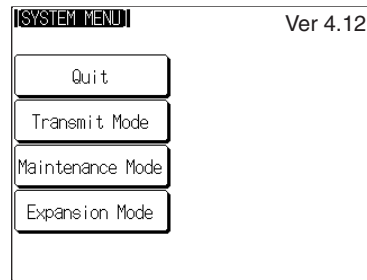 [SYSTEM MENU]
Ver 4.12
Quit
Transmit Mode
Maintenance Mode
Expansion Mode